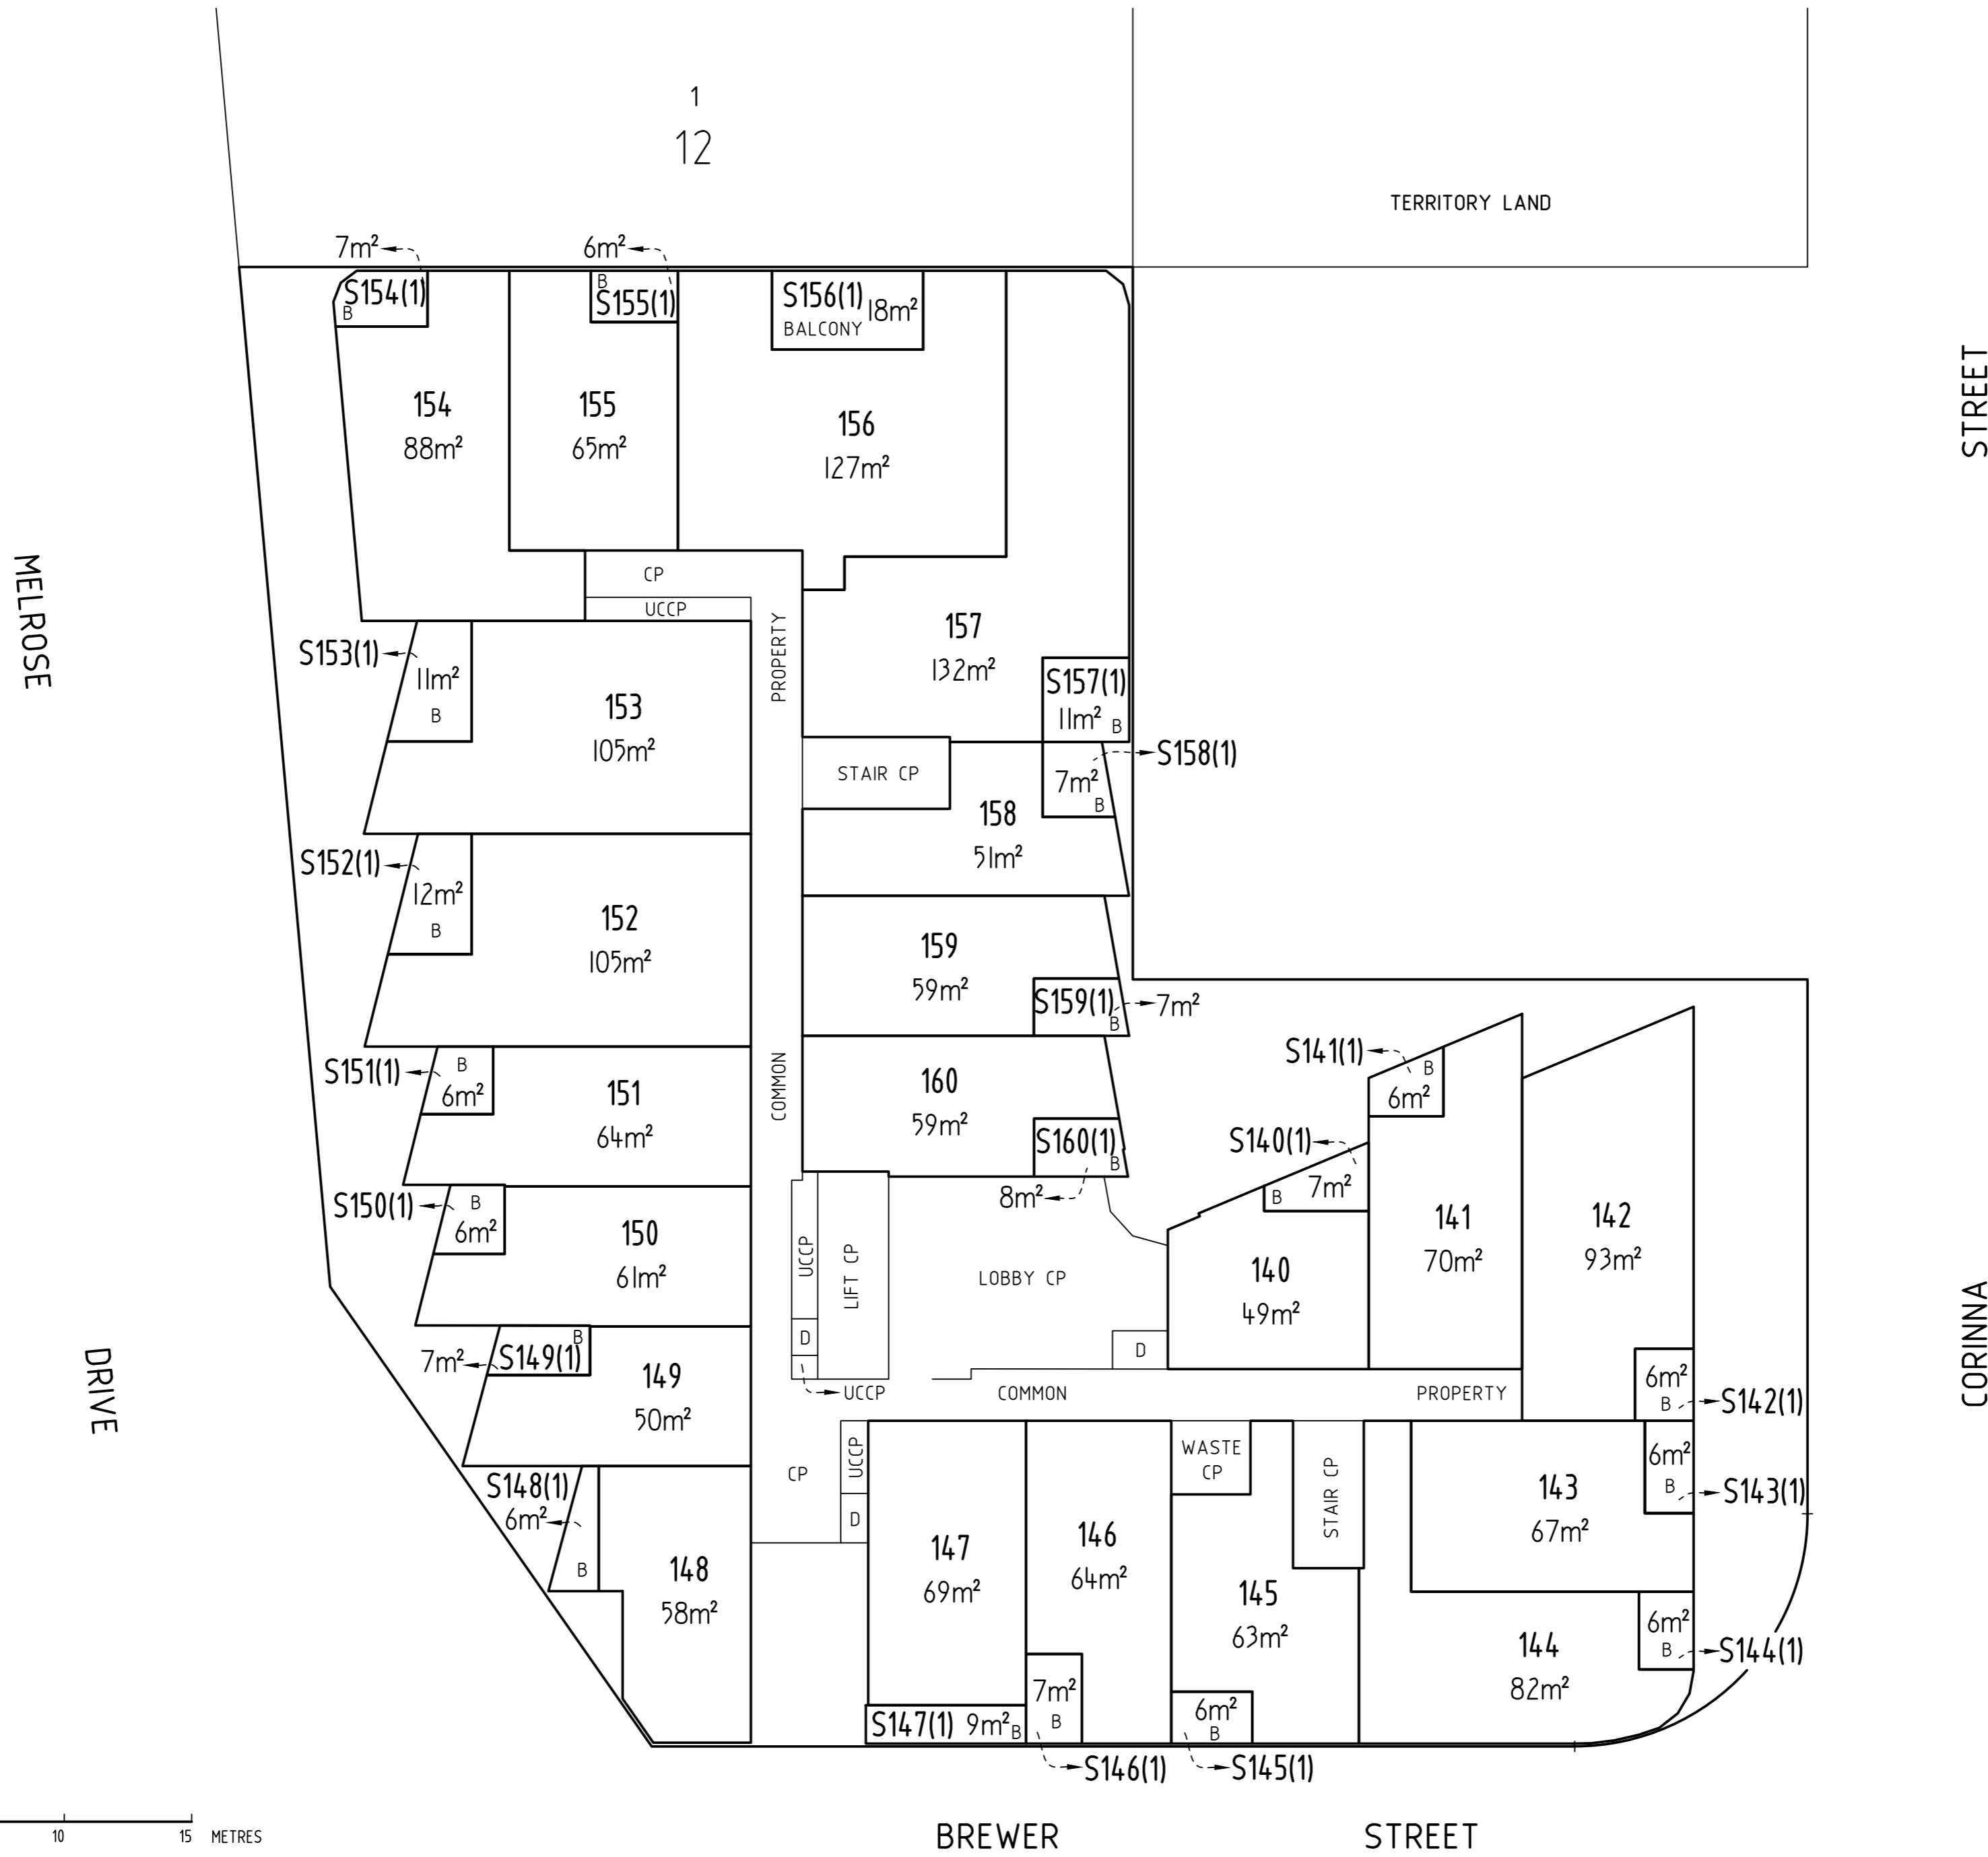 1
12
TERRITORY LAND
7m²
6m²
S154(1)
B
B
S155(1)
S156(1)
18m²
BALCONY
STREET
154
88m²
155
65m²
156
127m²
MELROSE
CP
UCCP
PROPERTY
157
132m²
S153(1)
11m²
B
153
105m²
S157(1)
11m²
B
S158(1)
STAIR CP
7m²
B
158
51m²
S152(1)
12m²
B
152
105m²
159
59m²
S159(1)
B
7m²
S151(1)
B
6m²
151
64m²
COMMON
160
59m²
S160(1)
B
8m²
S141(1)
B
6m²
S140(1)
7m²
B
S150(1)
B
6m²
150
61m²
UCCP
LIFT CP
LOBBY CP
140
49m²
141
70m²
142
93m²
CORINNA
DRIVE
7m²
S149(1)
B
149
50m²
D
UCCP
D
COMMON
PROPERTY
6m²
B
S142(1)
S148(1)
6m²
B
148
58m²
CP
UCCP
D
WASTE
CP
STAIR CP
143
67m²
6m²
B
S143(1)
147
69m²
146
64m²
145
63m²
144
82m²
6m²
B
S144(1)
S147(1)
9m²
B
7m²
B
6m²
B
S146(1)
S145(1)
10
15
METRES
BREWER
STREET